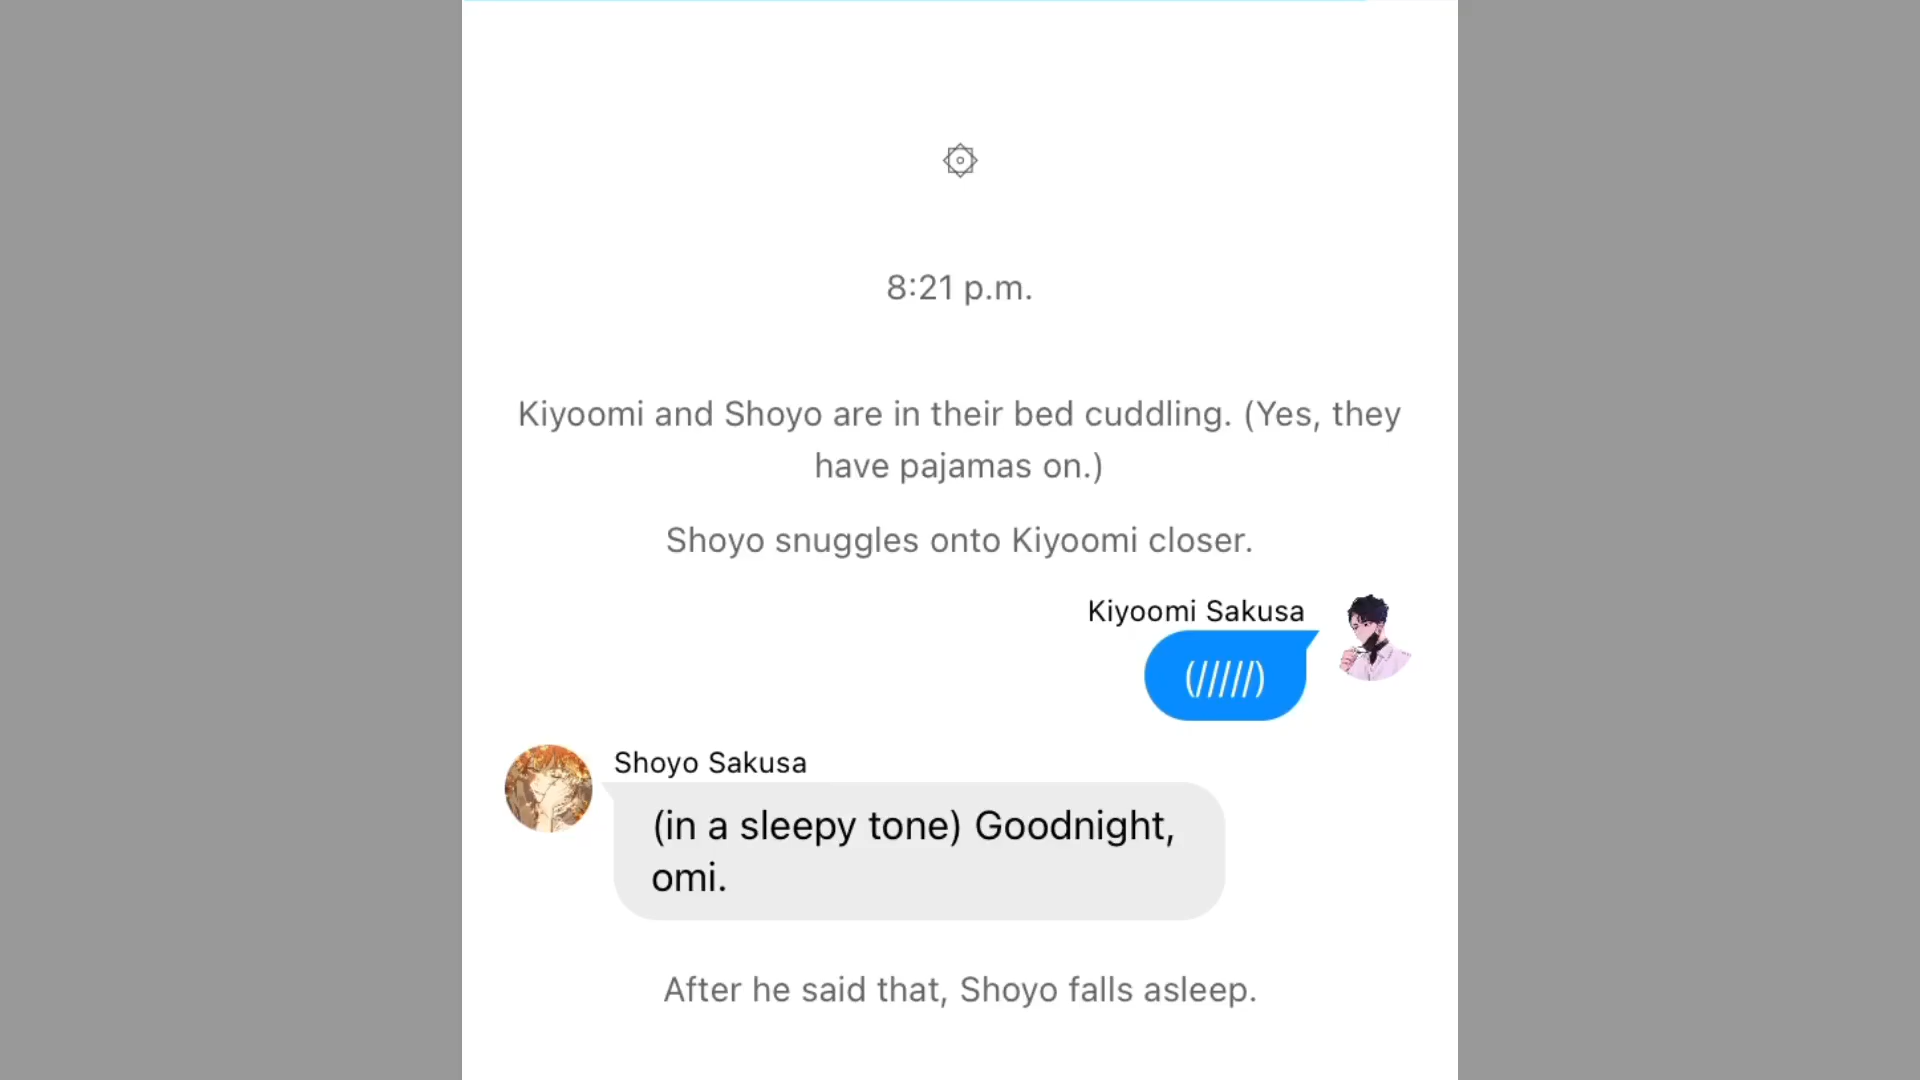 8:21 p.m.
Kiyoomi and Shoyo are in their bed cuddling. (Yes, they
have pajamas on.)
Shoyo snuggles onto Kiyoomi closer.
Kiyoomi Sakusa
(/////)
Shoyo Sakusa
(in a sleepy tone) Goodnight,
omi.
After he said that, Shoyo falls asleep.